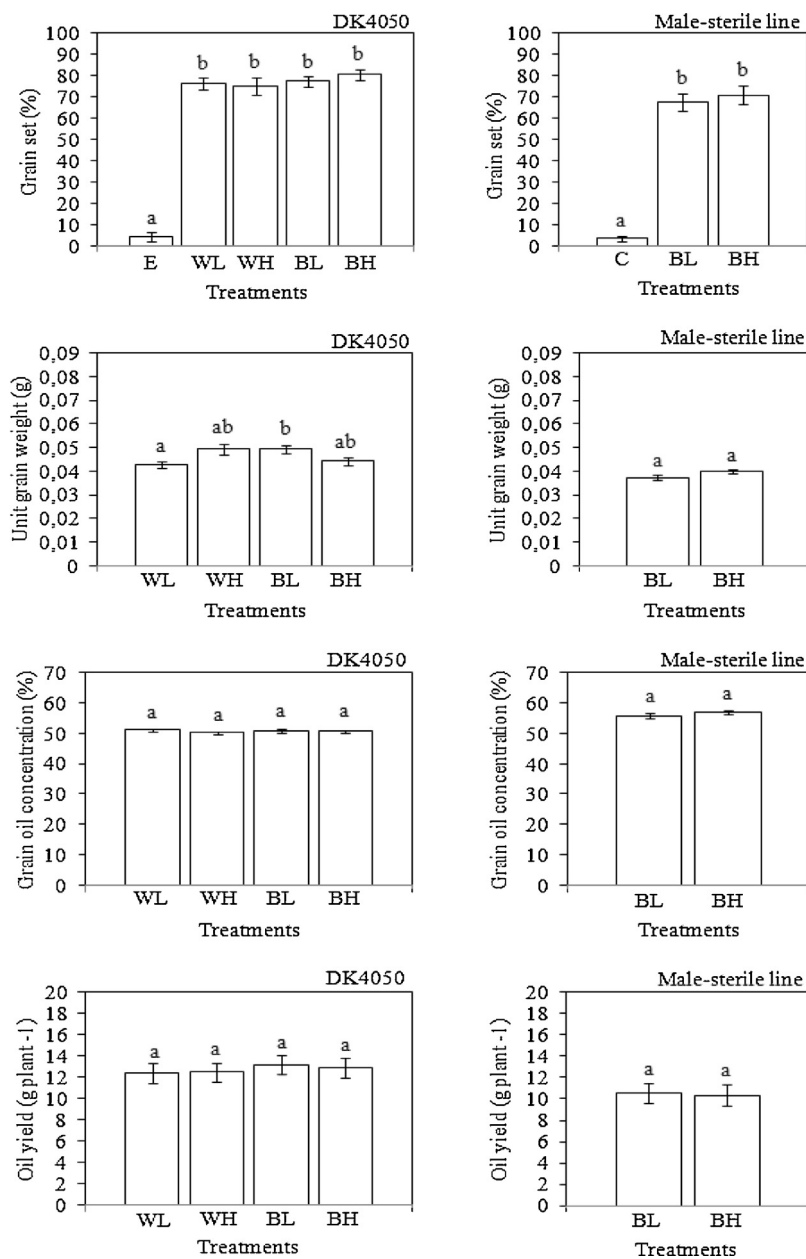 DK4050
Grain set (%)
100
90
80
70
60
50
40
30
20
10
0
a
b
b
b
b
E
WL
WH
BL
BH
Treatments
Male-sterile line
Grain set (%)
100
90
80
70
60
50
40
30
20
10
0
a
b
b
C
BL
BH
Treatments
DK4050
Unit grain weight (g)
0,09
0,08
0,07
0,06
0,05
0,04
0,03
0,02
0,01
0
a
ab
b
ab
WL
WH
BL
BH
Treatments
Male-sterile line
Unit grain weight (g)
0,09
0,08
0,07
0,06
0,05
0,04
0,03
0,02
0,01
0
a
a
BL
BH
Treatments
DK4050
Grain oil concentration (%)
70
60
50
40
30
20
10
0
a
a
a
a
WL
WH
BL
BH
Treatments
Male-sterile line
Grain oil concentration (%)
70
60
50
40
30
20
10
0
a
a
BL
BH
Treatments
DK4050
Oil yield (g plant -1)
20
18
16
14
12
10
8
6
4
2
0
a
a
a
a
WL
WH
BL
BH
Treatments
Male-sterile line
Oil yield (g plant -1)
20
18
16
14
12
10
8
6
4
2
0
a
a
BL
BH
Treatments